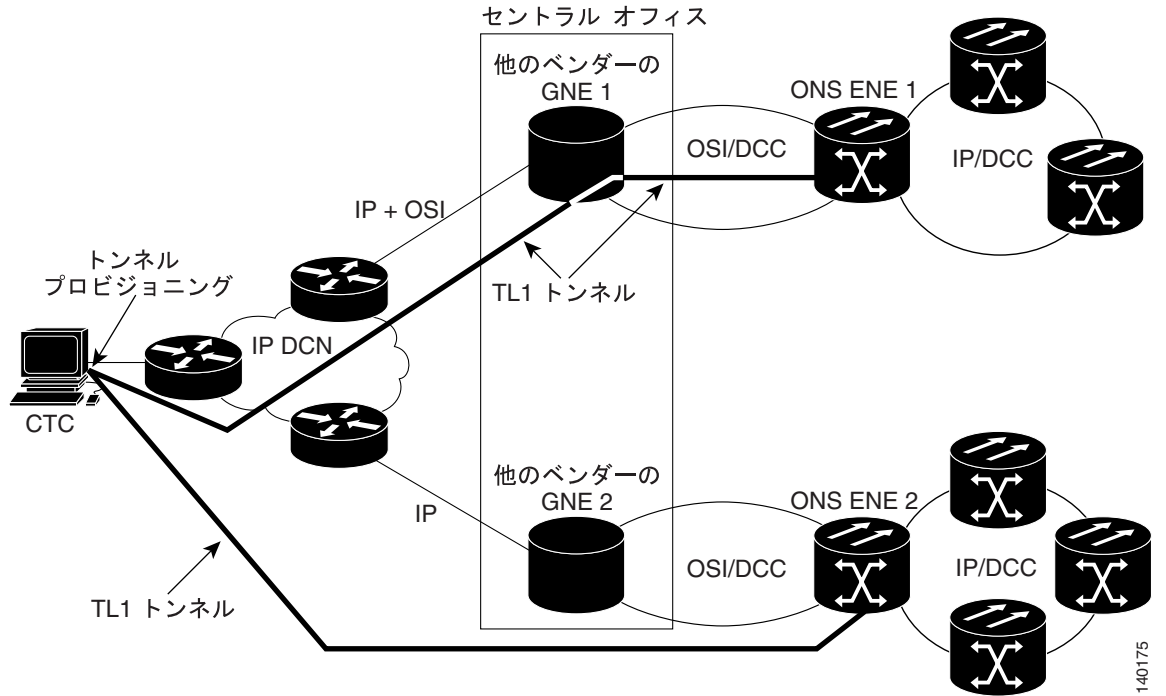 セントラル オフィス
他のベンダーの
GNE 1
ONS ENE 1
OSI/DCC
IP/DCC
IP + OSI
トンネル
プロビジョニング
TL1 トンネル
IP DCN
CTC
他のベンダーの
GNE 2
ONS ENE 2
IP
OSI/DCC
IP/DCC
TL1 トンネル
140175